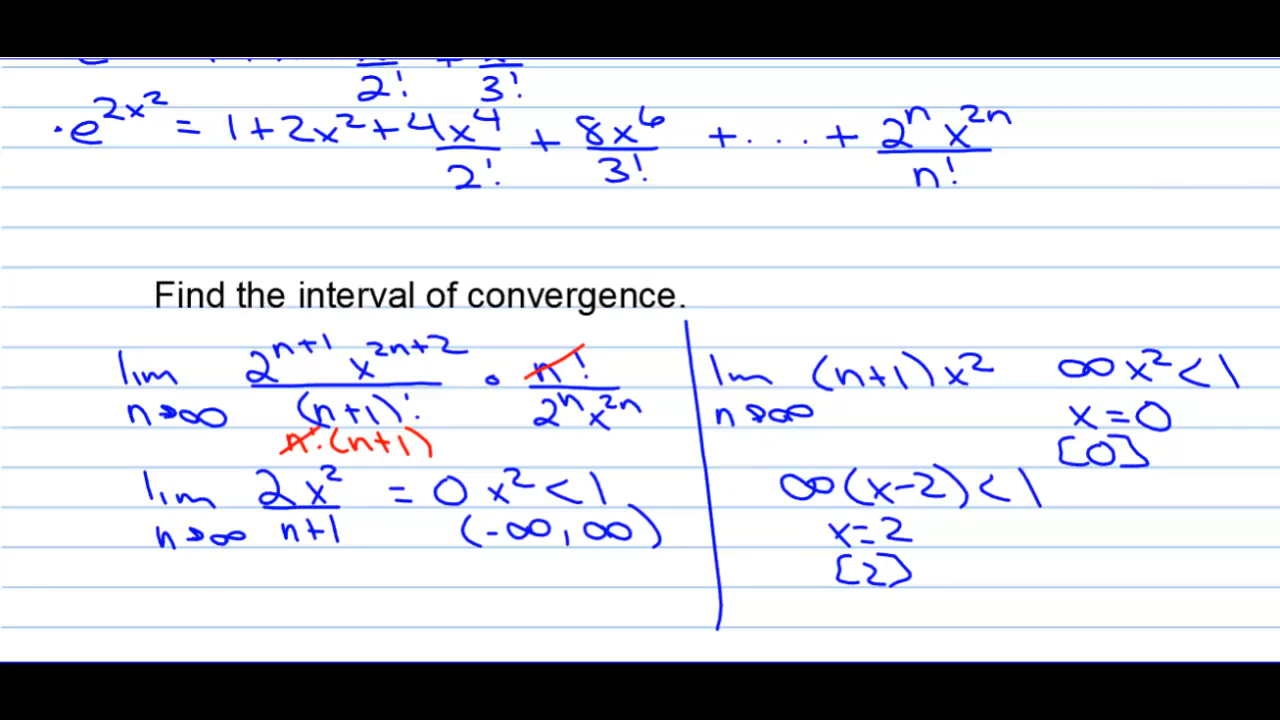 2! 3!
· e^{2x^2} = 1 + 2x^2 + 4x^4/2! + 8x^6/3! + . . . + 2^n x^{2n}/n!
Find the interval of convergence.
lim n→∞ 2^{n+1} x^{2n+2}/(n+1)! · n!/2^n x^{2n}
n! · (n+1)
lim n→∞ 2x^2/n+1 = 0 x^2 < 1
(-∞, ∞)
lim n→∞ (n+1) x^2 ∞ x^2 < 1
x = 0
[0]
∞ (x-2) < 1
x = 2
[2]